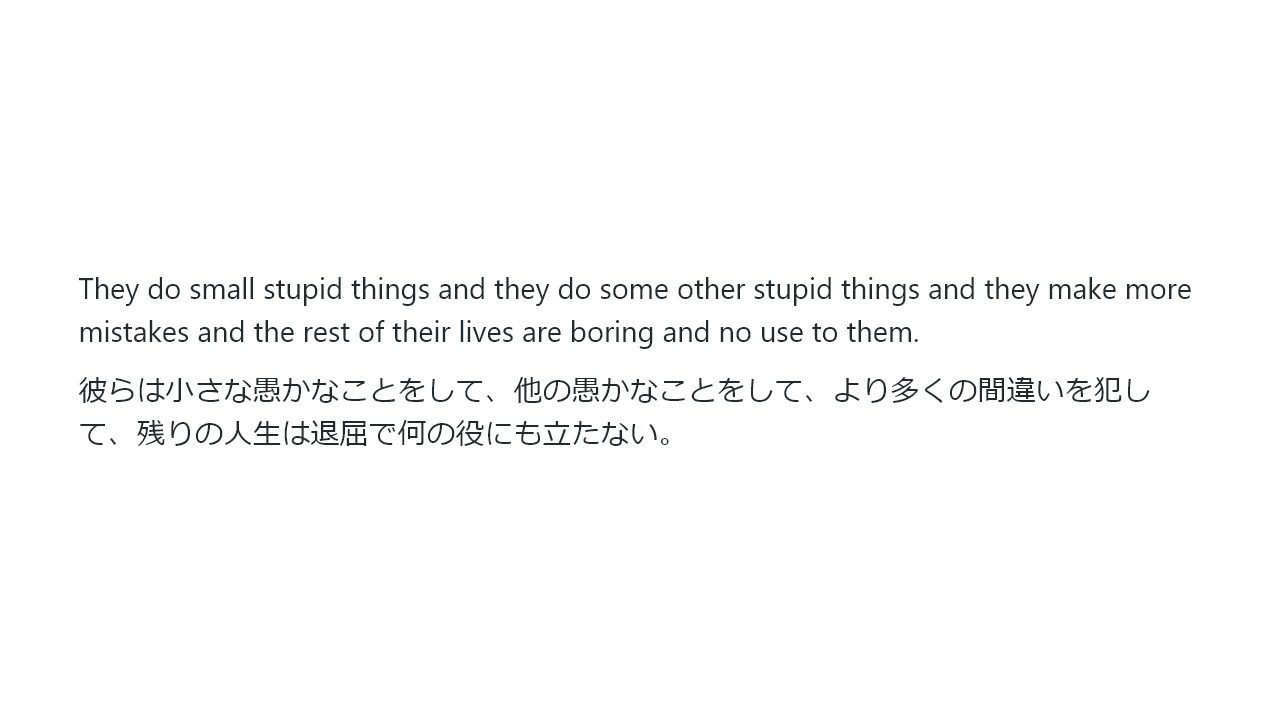 They do small stupid things and they do some other stupid things and they make more
mistakes and the rest of their lives are boring and no use to them.
彼らは小さな愚かなことをして、他の愚かなことをして、より多くの間違いを犯し
て、残りの人生は退屈で何の役にも立たない。